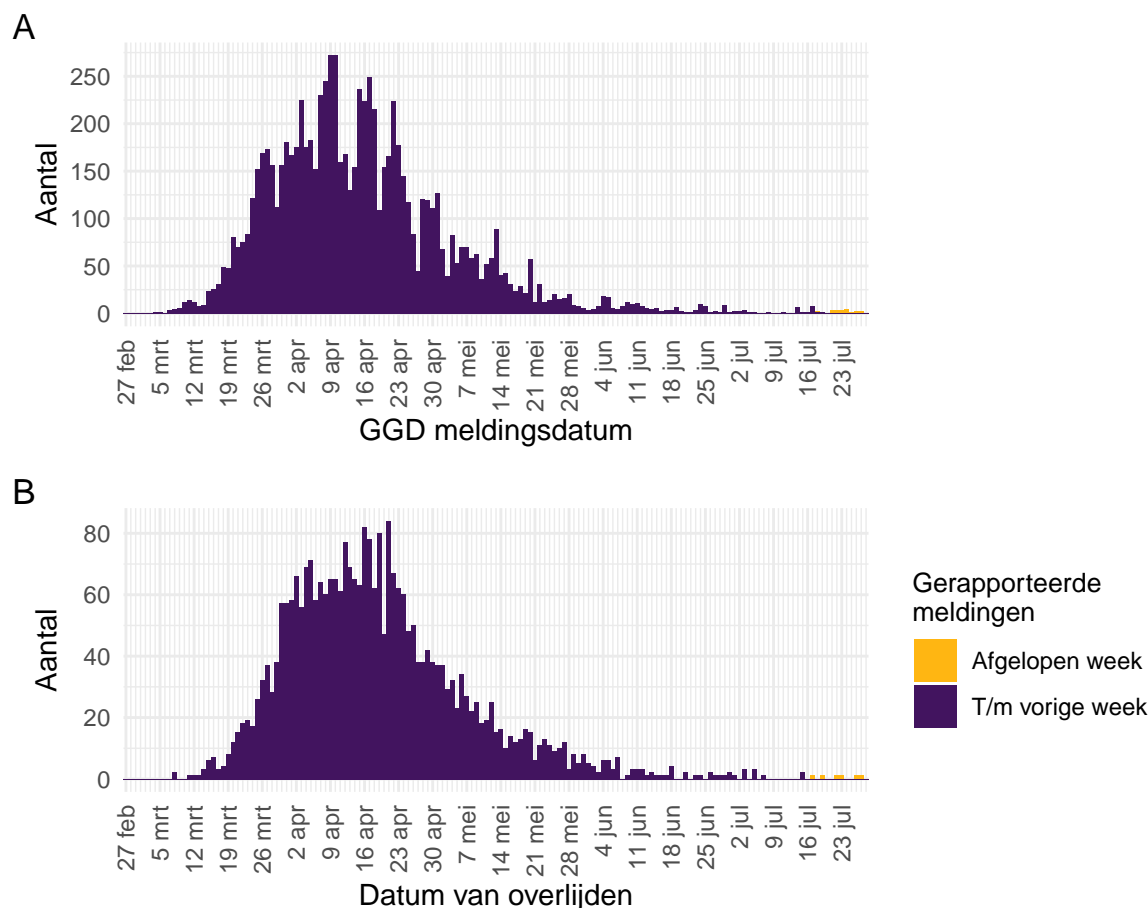 A
Aantal
250
200
150
100
50
0
27 feb
5 mrt
12 mrt
19 mrt
26 mrt
2 apr
9 apr
16 apr
23 apr
30 apr
7 mei
14 mei
21 mei
28 mei
4 jun
11 jun
18 jun
25 jun
2 jul
9 jul
16 jul
23 jul
GGD meldingsdatum
B
Aantal
80
60
40
20
0
27 feb
5 mrt
12 mrt
19 mrt
26 mrt
2 apr
9 apr
16 apr
23 apr
30 apr
7 mei
14 mei
21 mei
28 mei
4 jun
11 jun
18 jun
25 jun
2 jul
9 jul
16 jul
23 jul
Datum van overlijden
Gerapporteerde
meldingen
Afgelopen week
T/m vorige week